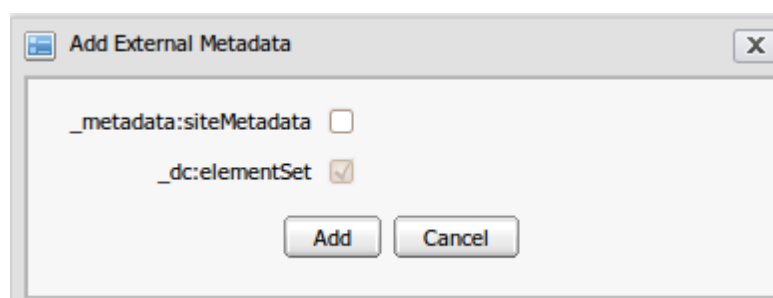 Add External Metadata
_metadata:siteMetadata
_dc:elementSet
Add Cancel